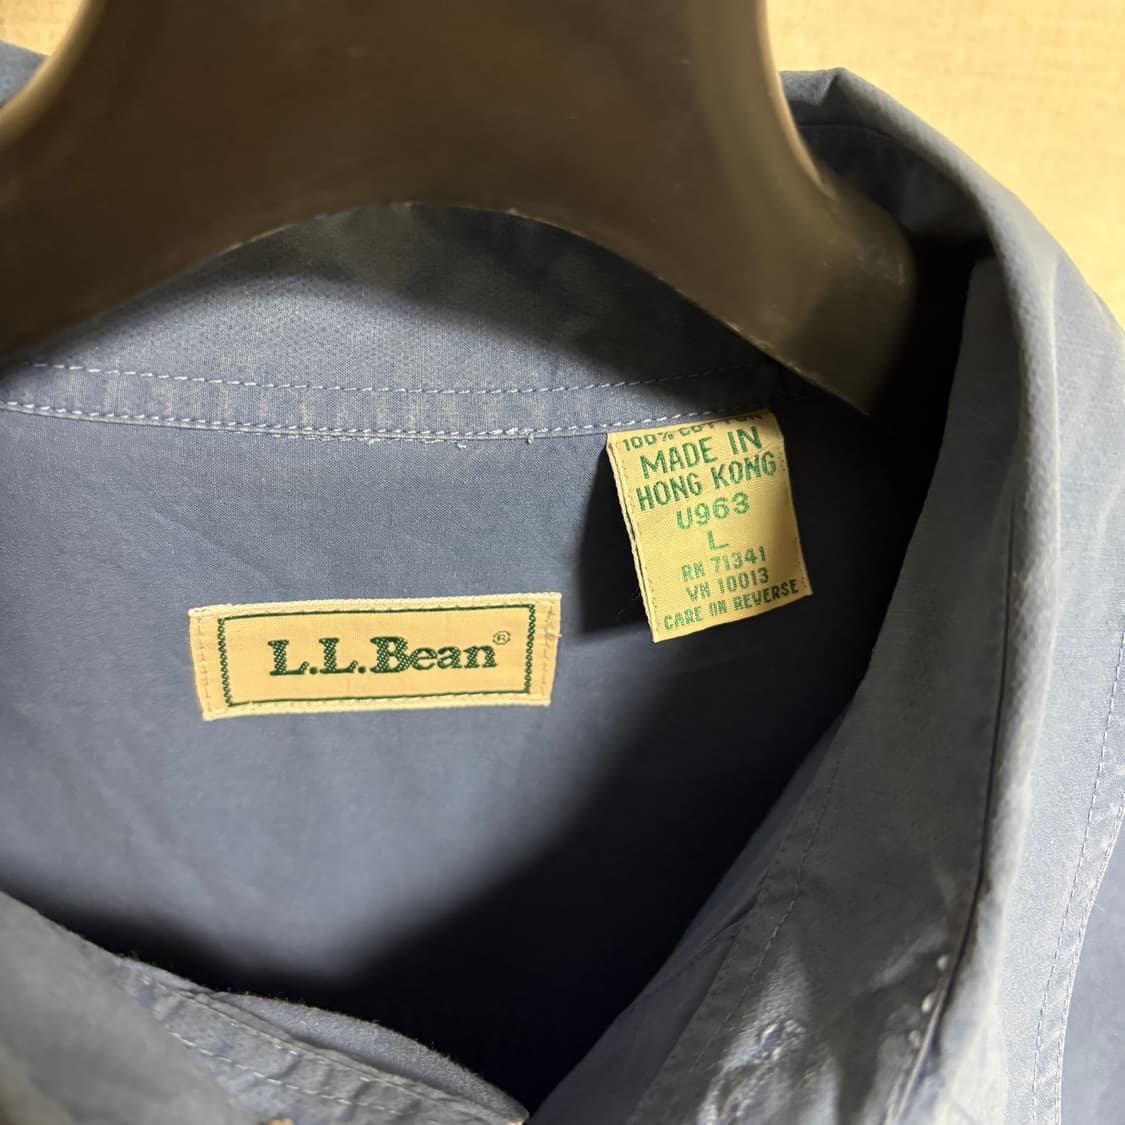 100% COTTON
MADE IN
HONG KONG
U963
L
RN 71341
VN 10013
CARE ON REVERSE
L.L.Bean®